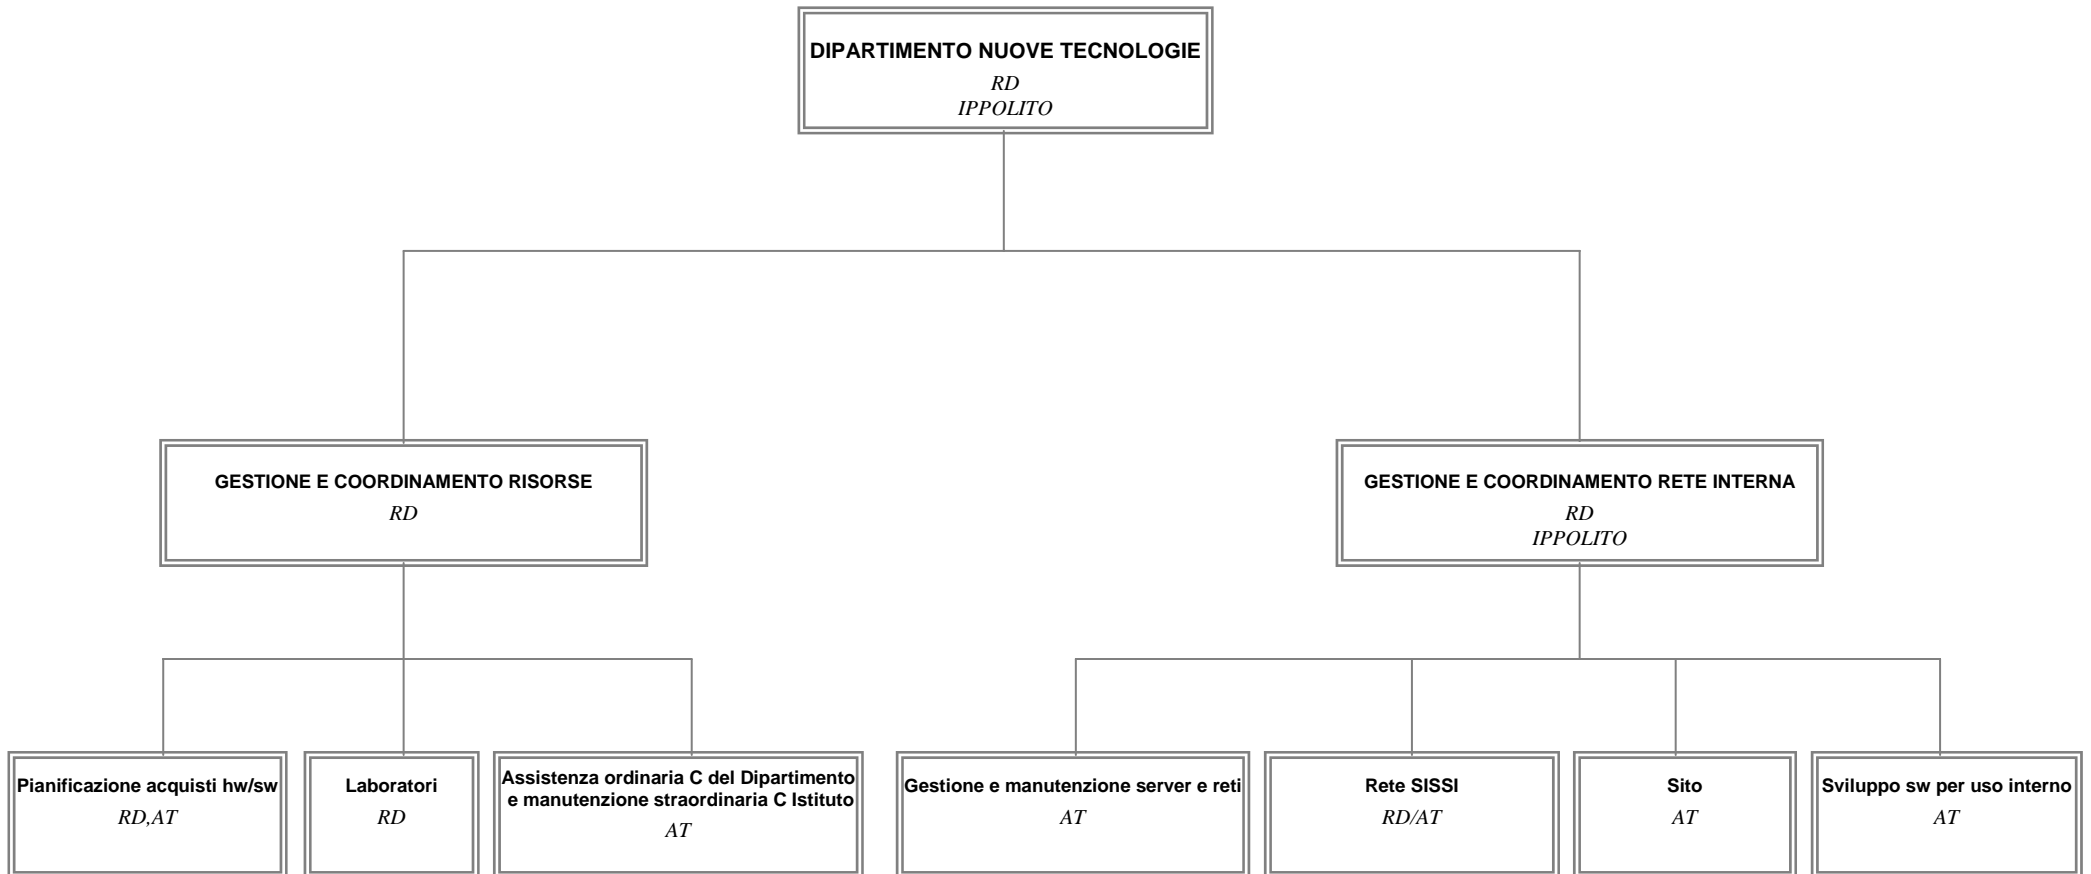 DIPARTIMENTO NUOVE TECNOLOGIE
RD
IPPOLITO
GESTIONE E COORDINAMENTO RISORSE
RD
GESTIONE E COORDINAMENTO RETE INTERNA
RD
IPPOLITO
Pianificazione acquisti hw/sw
RD,AT
Laboratori
RD
Assistenza ordinaria C del Dipartimento
e manutenzione straordinaria C Istituto
AT
Gestione e manutenzione server e reti
AT
Rete SISSI
RD/AT
Sito
AT
Sviluppo sw per uso interno
AT